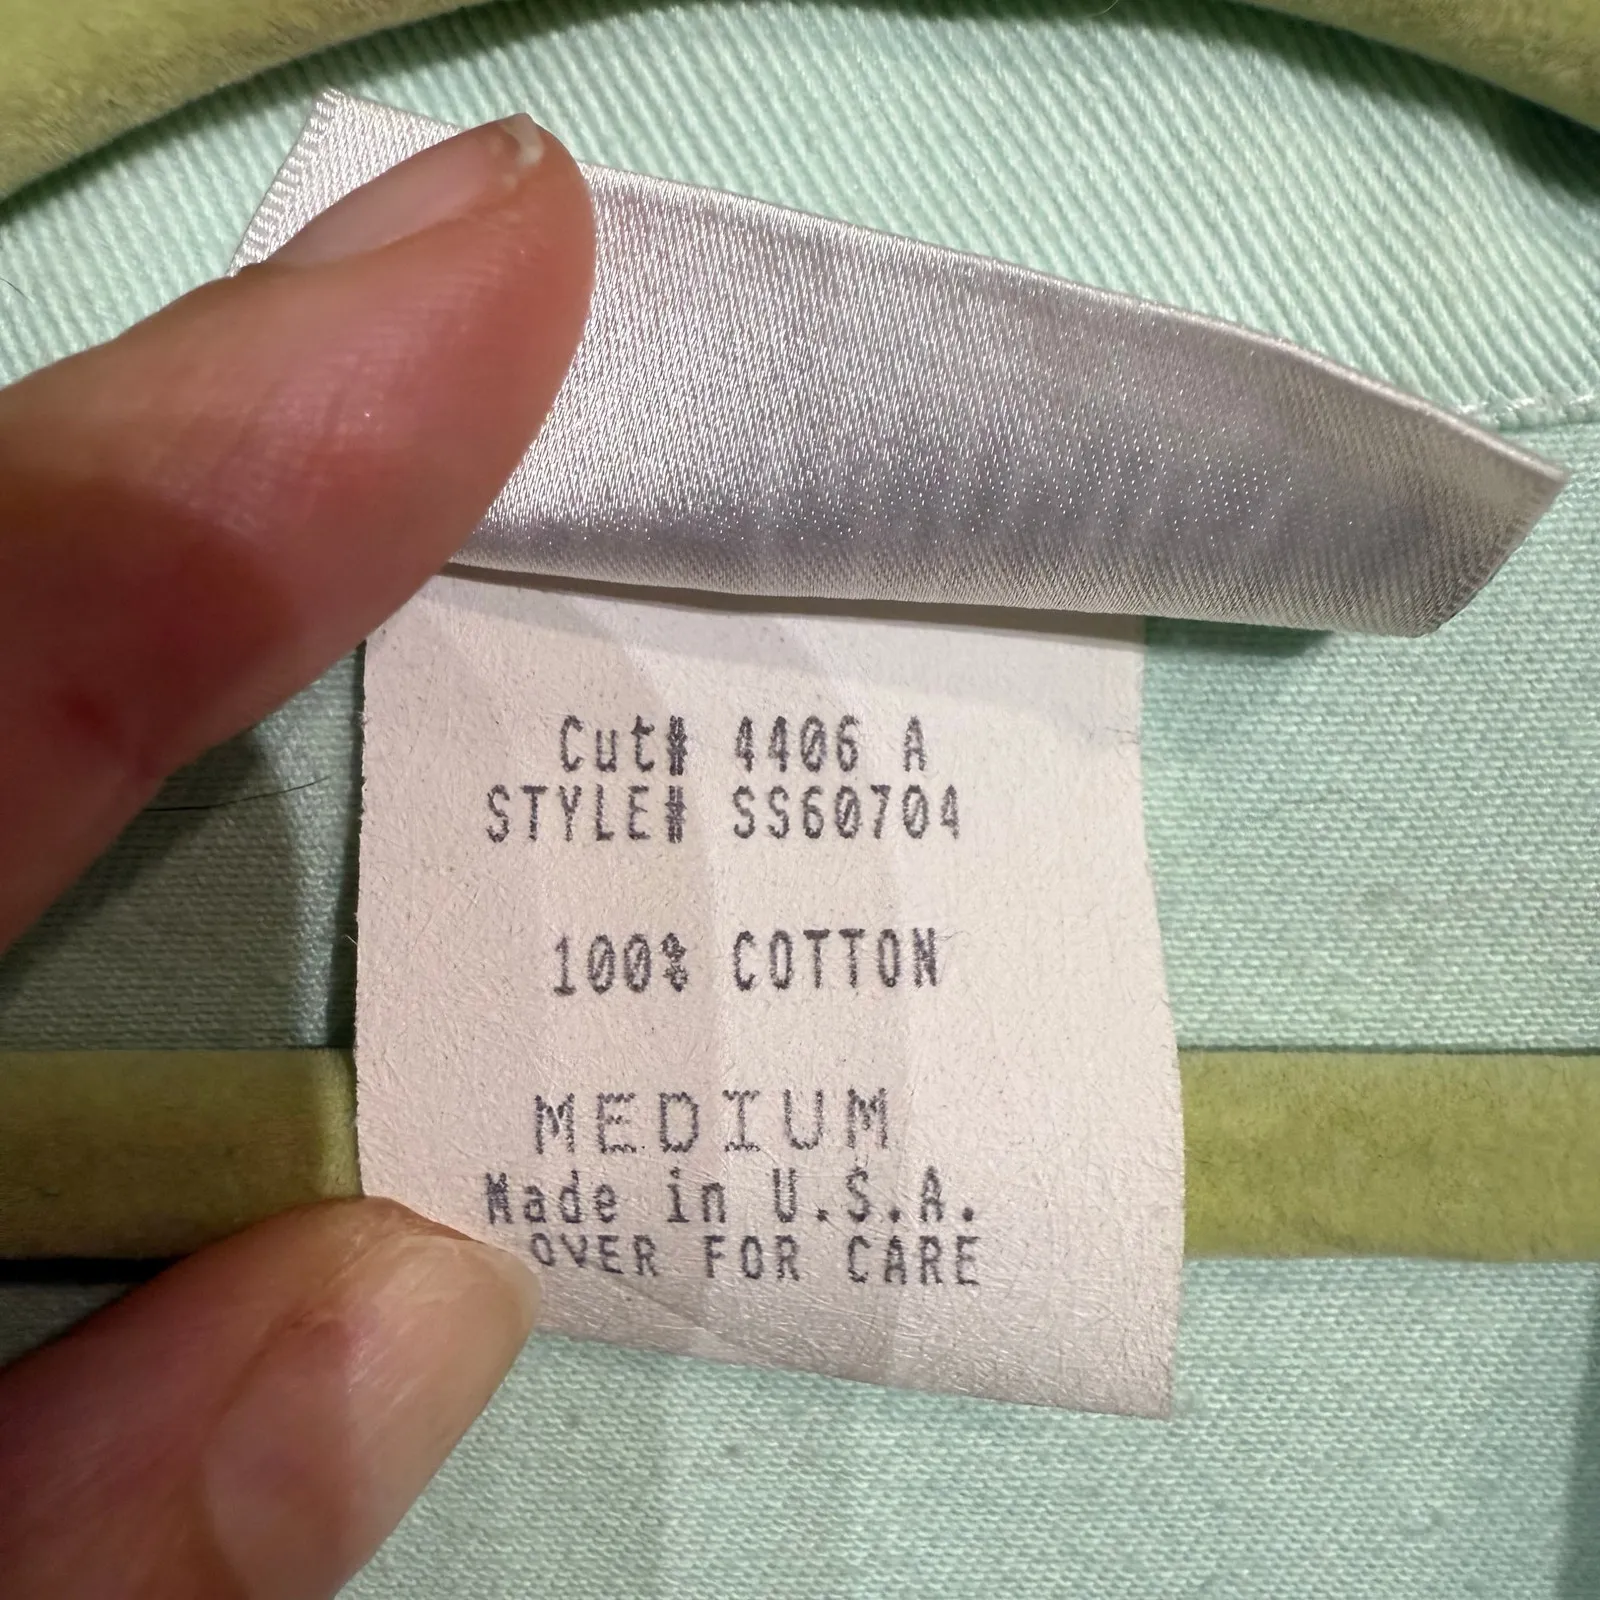 Cut# 4406 A
STYLE# SS60704
100% COTTON
MEDIUM
Made in U.S.A.
OVER FOR CARE